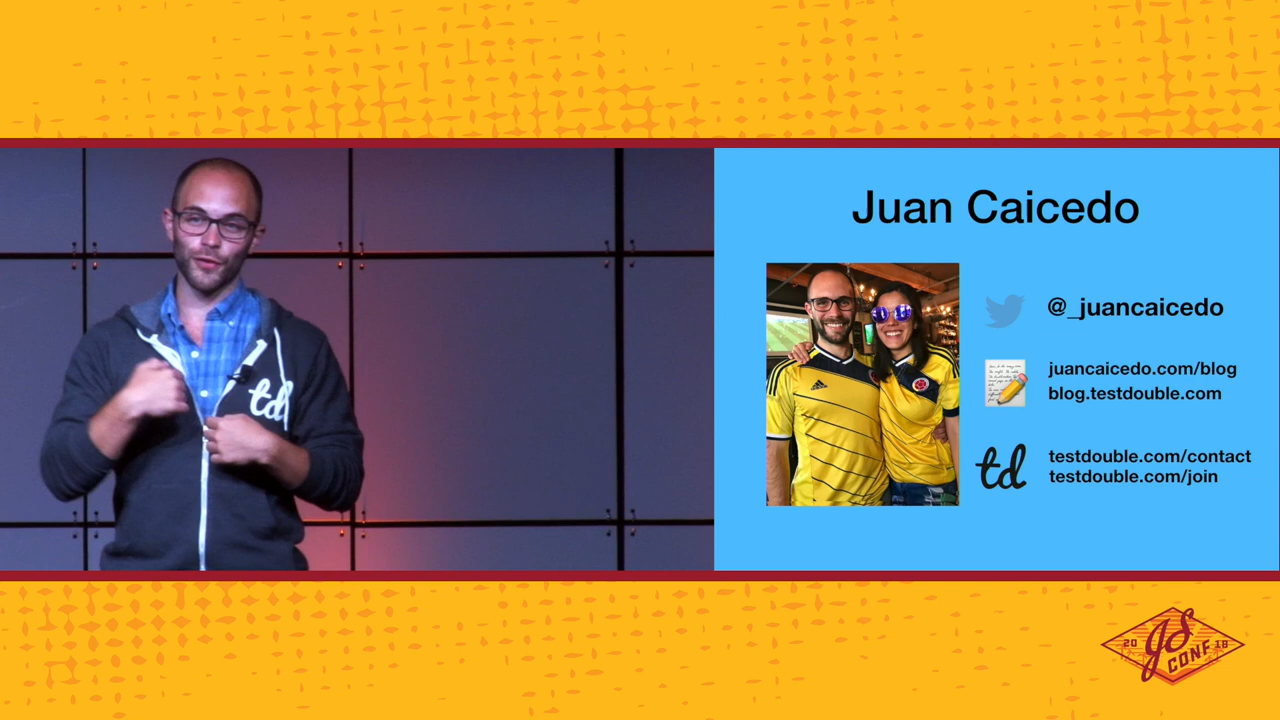 td
Juan Caicedo
@_juancaicedo
juancaicedo.com/blog
blog.testdouble.com
td
testdouble.com/contact
testdouble.com/join
20 JS 18
CONF